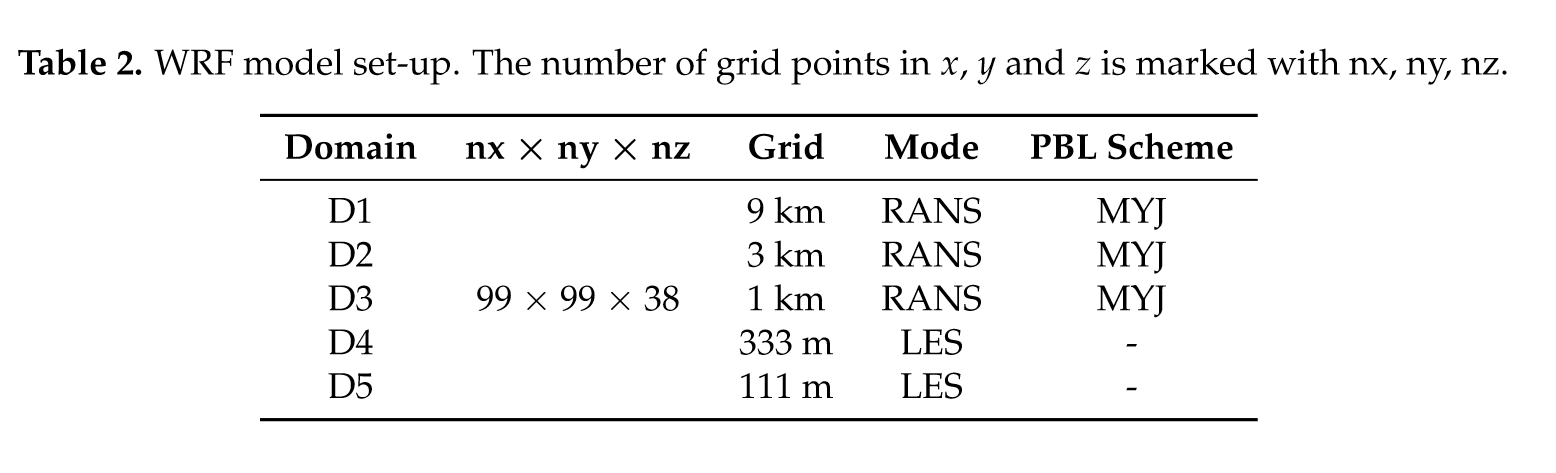 Table 2. WRF model set-up. The number of grid points in x, y and z is marked with nx, ny, nz.
Domain nx × ny × nz Grid Mode PBL Scheme
D1 9 km RANS MYJ
D2 3 km RANS MYJ
D3 99 × 99 × 38 1 km RANS MYJ
D4 333 m LES -
D5 111 m LES -